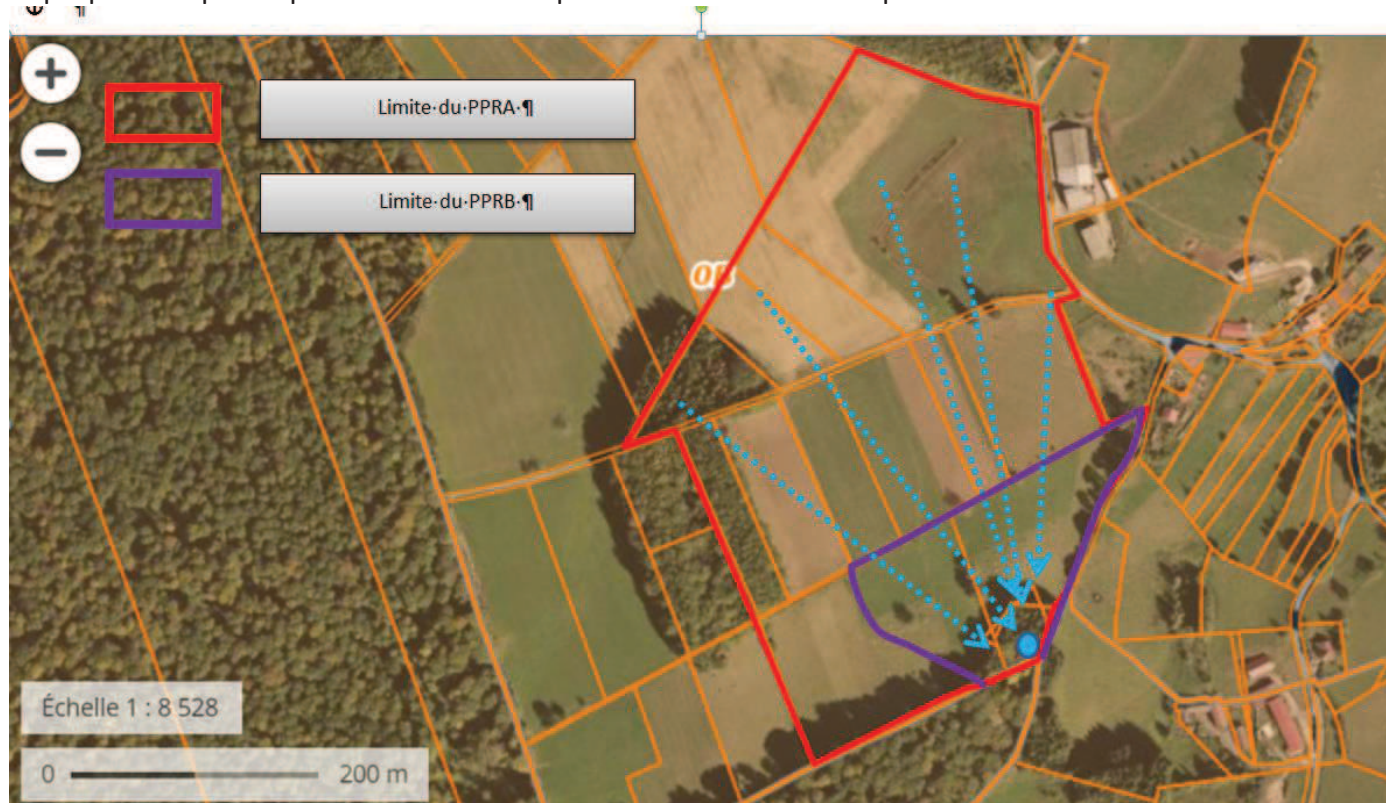 ¶
+
Limite·du·PPRA·¶
−
Limite·du·PPRB·¶
OB
Échelle 1 : 8 528
0 200 m